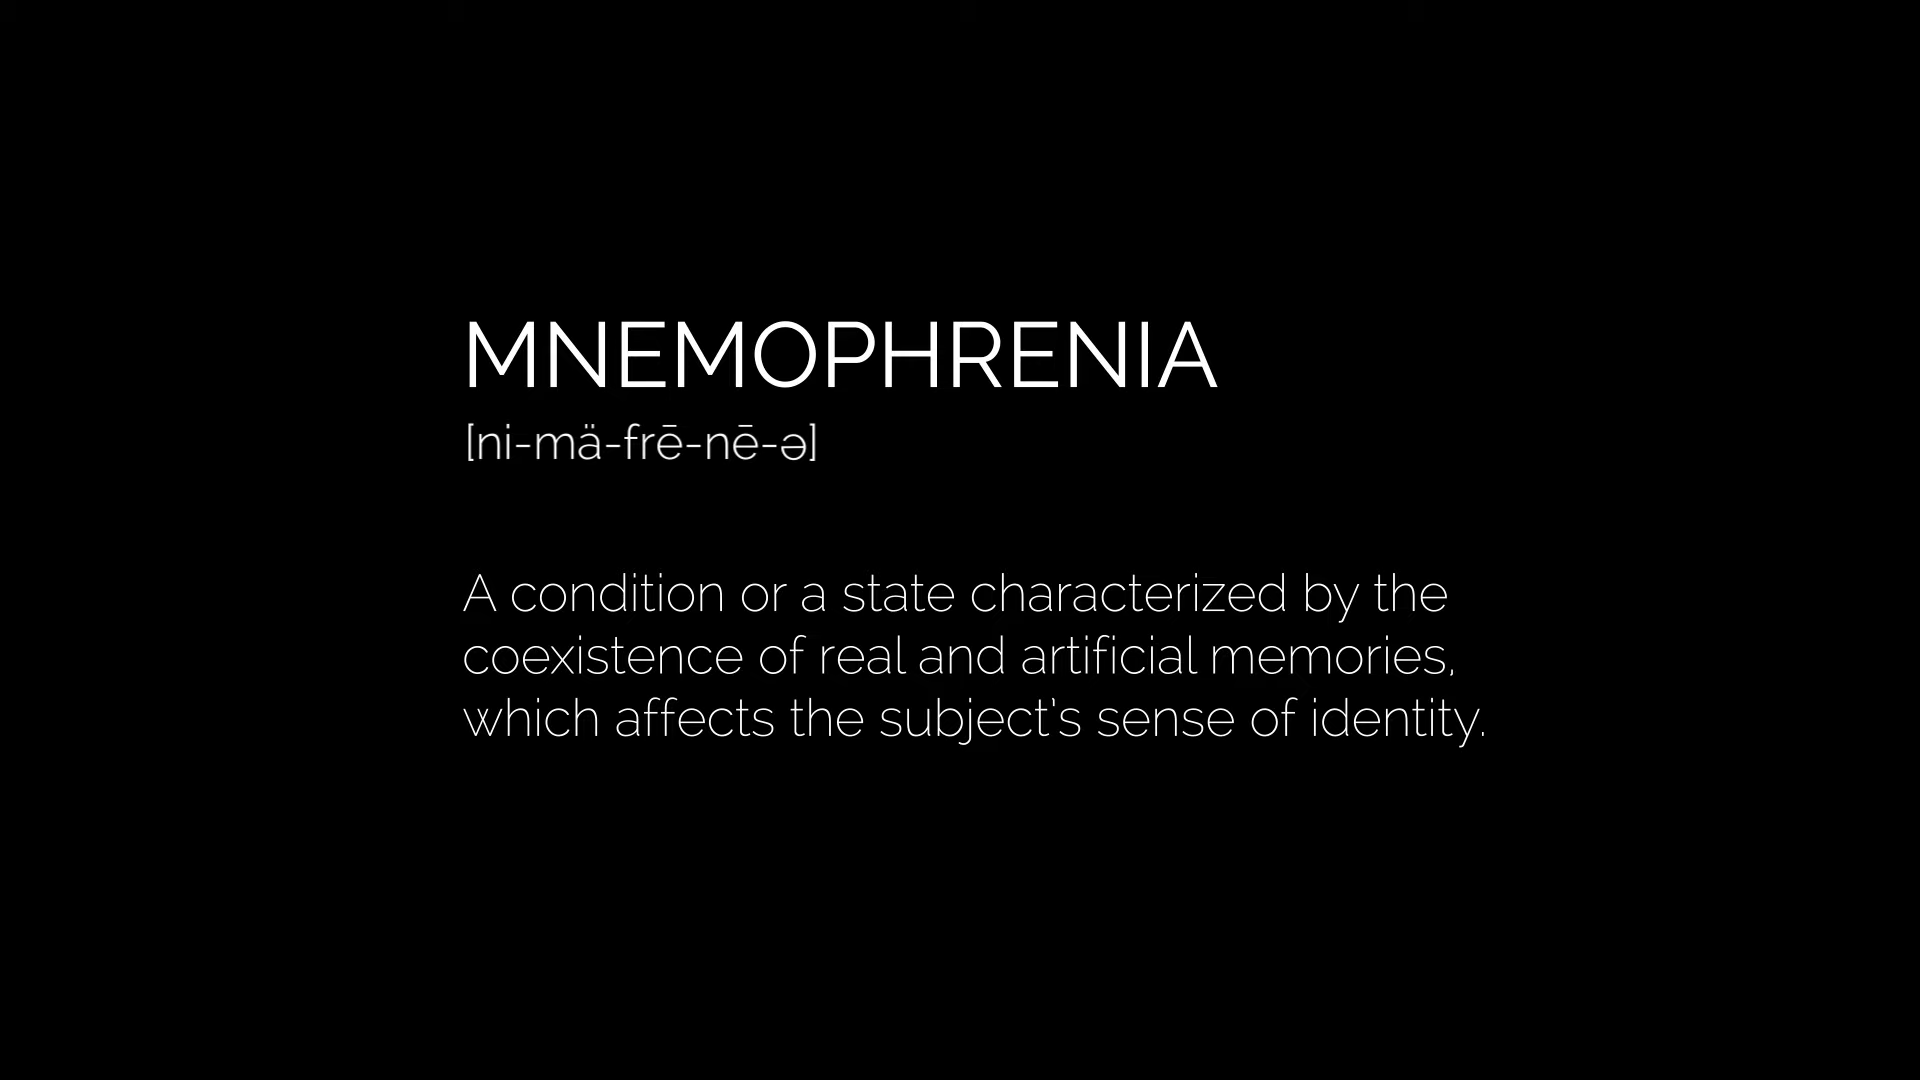 MNEMOPHRENIA
[ni-mä-frē-nē-ə]
A condition or a state characterized by the
coexistence of real and artificial memories,
which affects the subject's sense of identity.